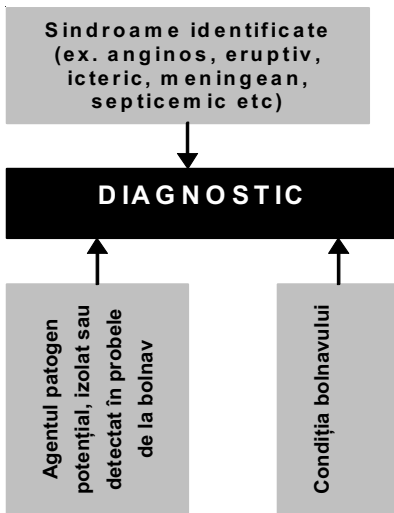 Sindroame identificate
(ex. anginos, eruptiv,
icteric, meningean,
septicemic etc)
DIAGNOSTIC
Agentul patogen
potențial, izolat sau
detectat în probele
de la bolnav
Condiția bolnavului